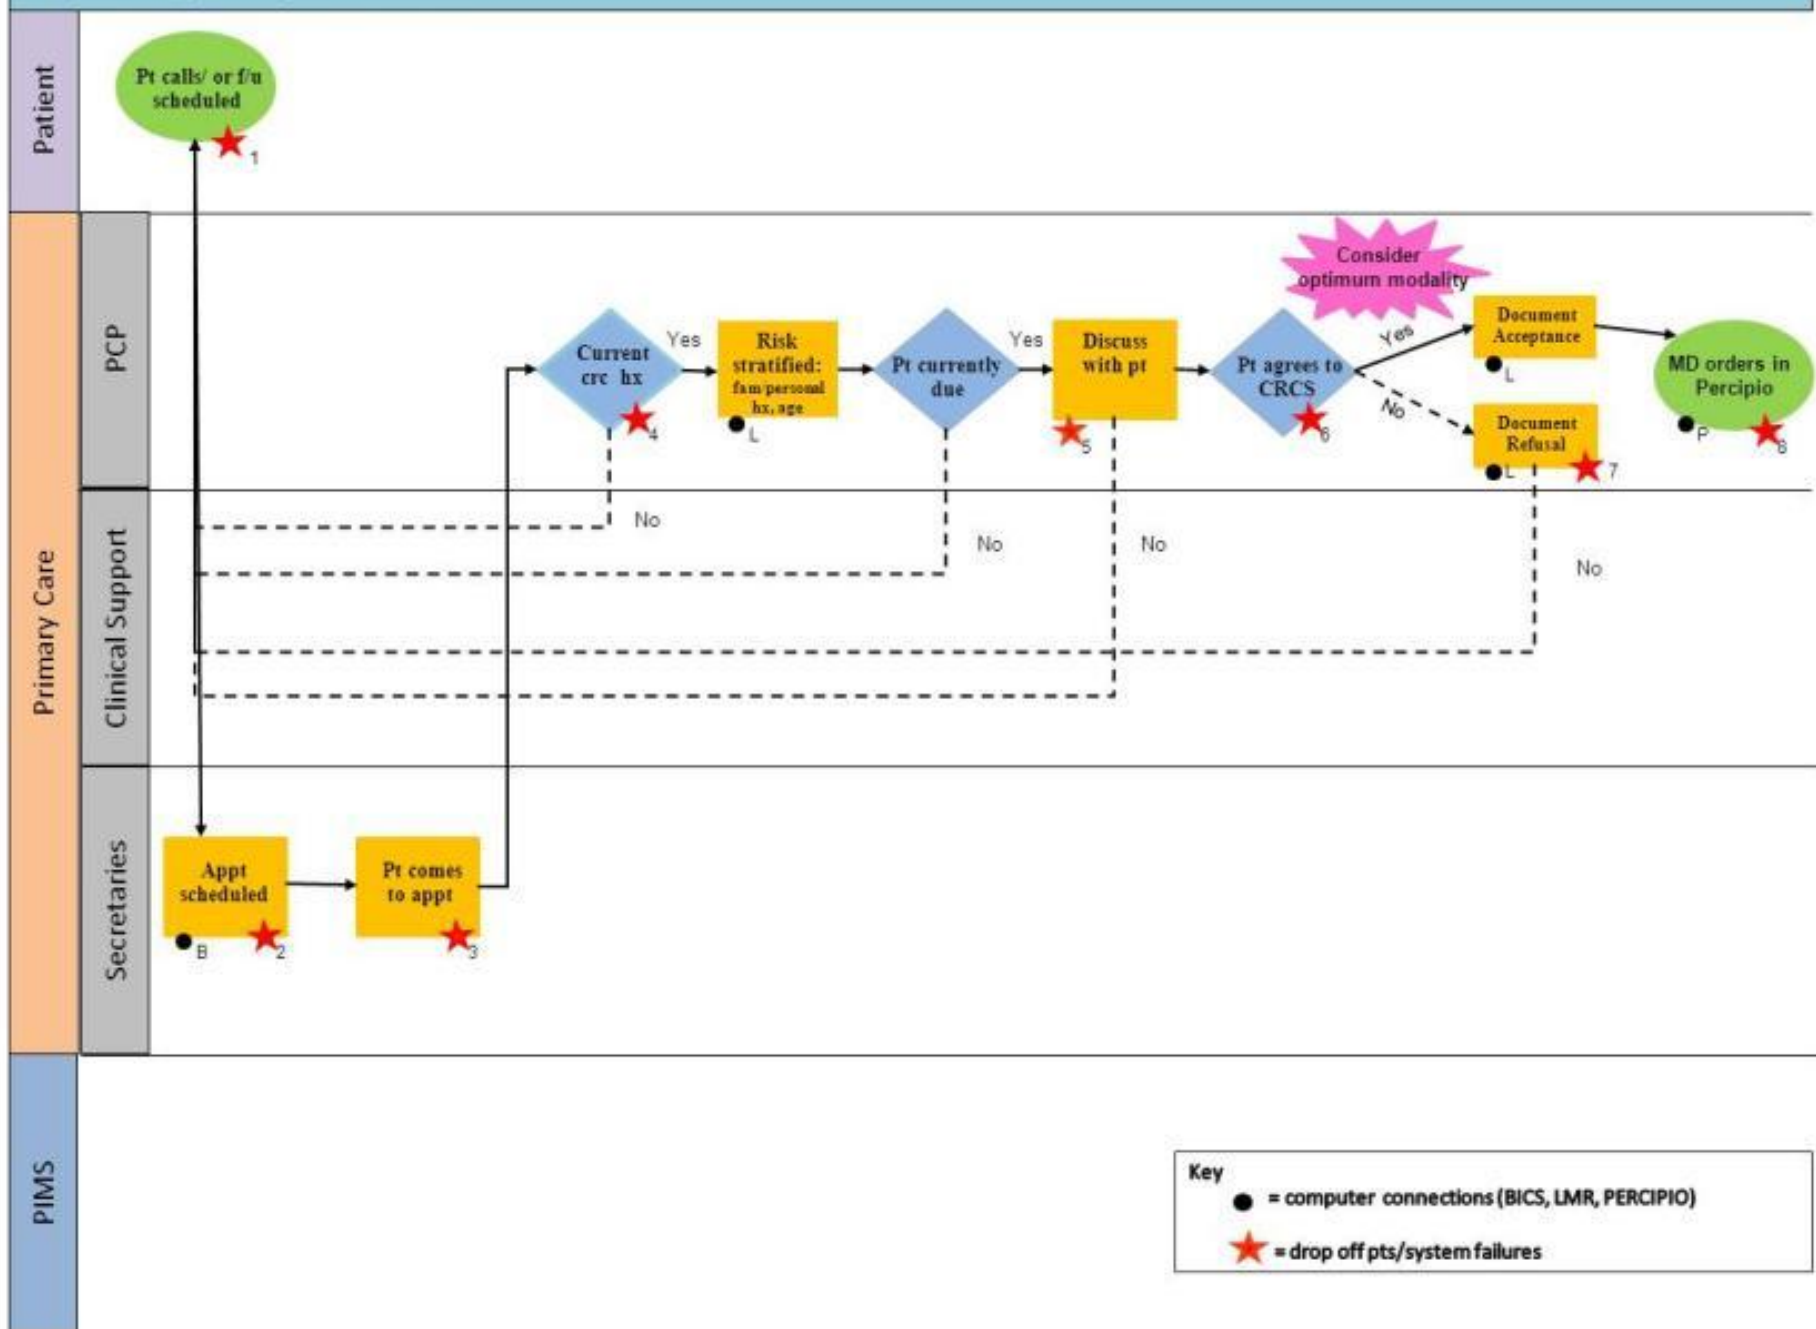 Patient
Pt calls/ or f/u
scheduled
1
Primary Care
PCP
Consider
optimum modality
Current
crc hx
4
Yes
Risk
stratified:
fam/personal
hx, age
L
Pt currently
due
Yes
Discuss
with pt
5
Pt agrees to
CRCS
6
Yes
No
Document
Acceptance
L
Document
Refusal
L
7
MD orders in
Percipio
P
8
Clinical Support
No
No
No
No
Secretaries
Appt
scheduled
B
2
Pt comes
to appt
3
PIMS
Key
= computer connections (BICS, LMR, PERCIPIO)
= drop off pts/system failures